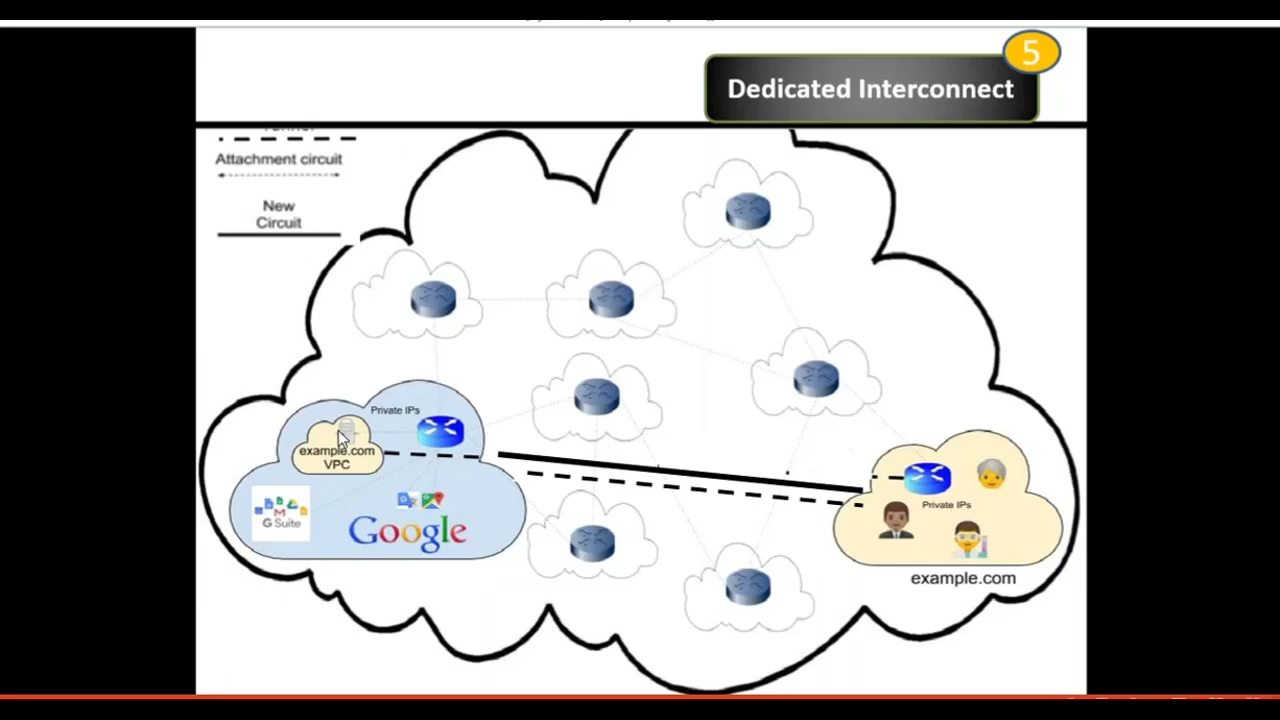 5
Dedicated Interconnect
Attachment circuit
New
Circuit
Private IPs
example.com
VPC
G Suite
Google
Private IPs
example.com